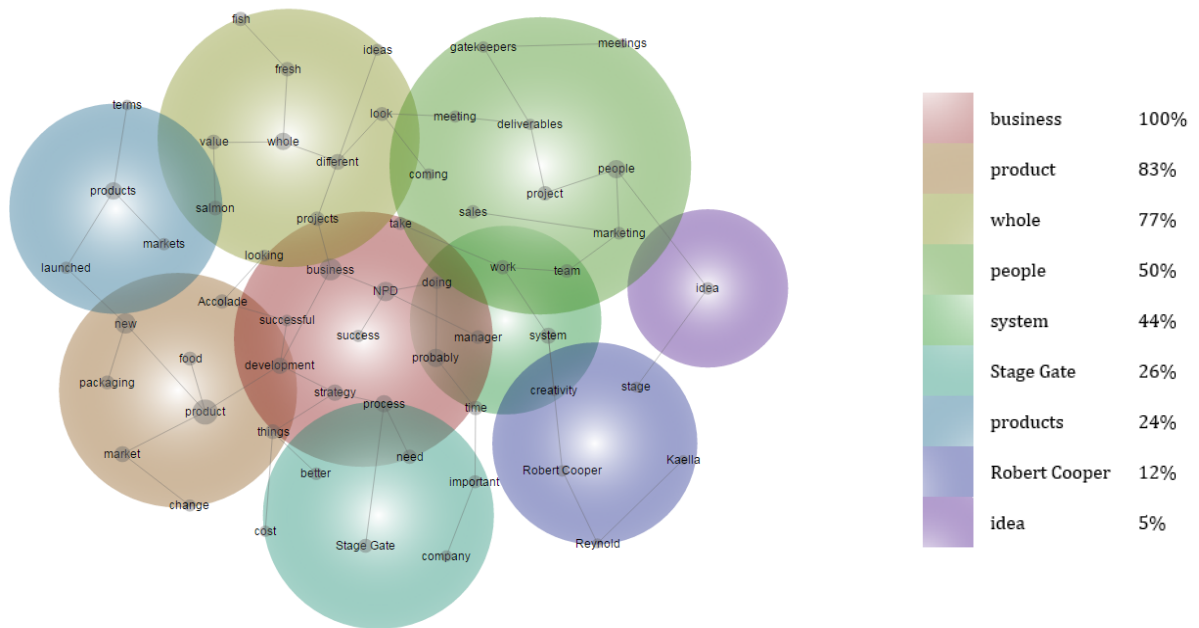 fish
ideas
gatekeepers
meetings
fresh
terms
look
meeting
deliverables
value
whole
different
people
coming
products
project
salmon
sales
projects
take
marketing
markets
looking
launched
business
work
team
doing
idea
NPD
Accolade
new
successful
success
manager
system
food
probably
development
packaging
creativity
stage
strategy
process
product
time
things
market
need
Kaella
better
Robert Cooper
important
change
cost
Stage Gate
Reynold
company
business 100%
product 83%
whole 77%
people 50%
system 44%
Stage Gate 26%
products 24%
Robert Cooper 12%
idea 5%